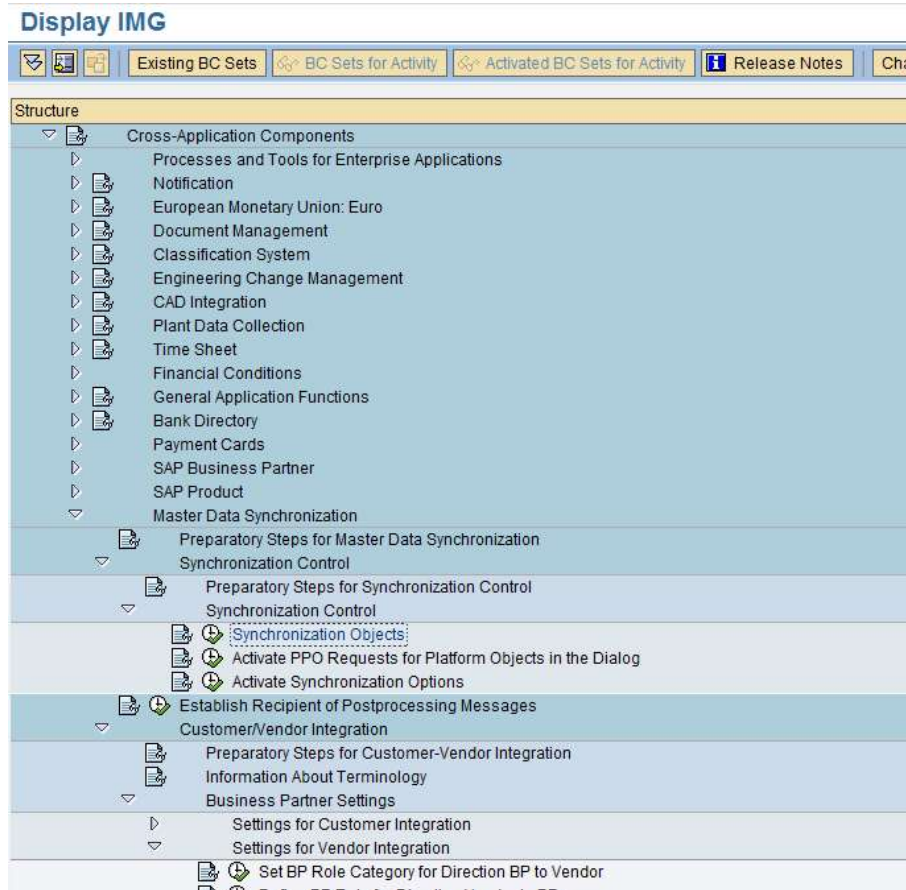 Display IMG
Existing BC Sets BC Sets for Activity Activated BC Sets for Activity Release Notes
Structure
Cross-Application Components
Processes and Tools for Enterprise Applications
Notification
European Monetary Union: Euro
Document Management
Classification System
Engineering Change Management
CAD Integration
Plant Data Collection
Time Sheet
Financial Conditions
General Application Functions
Bank Directory
Payment Cards
SAP Business Partner
SAP Product
Master Data Synchronization
Preparatory Steps for Master Data Synchronization
Synchronization Control
Preparatory Steps for Synchronization Control
Synchronization Control
Synchronization Objects
Activate PPO Requests for Platform Objects in the Dialog
Activate Synchronization Options
Establish Recipient of Postprocessing Messages
Customer/Vendor Integration
Preparatory Steps for Customer-Vendor Integration
Information About Terminology
Business Partner Settings
Settings for Customer Integration
Settings for Vendor Integration
Set BP Role Category for Direction BP to Vendor